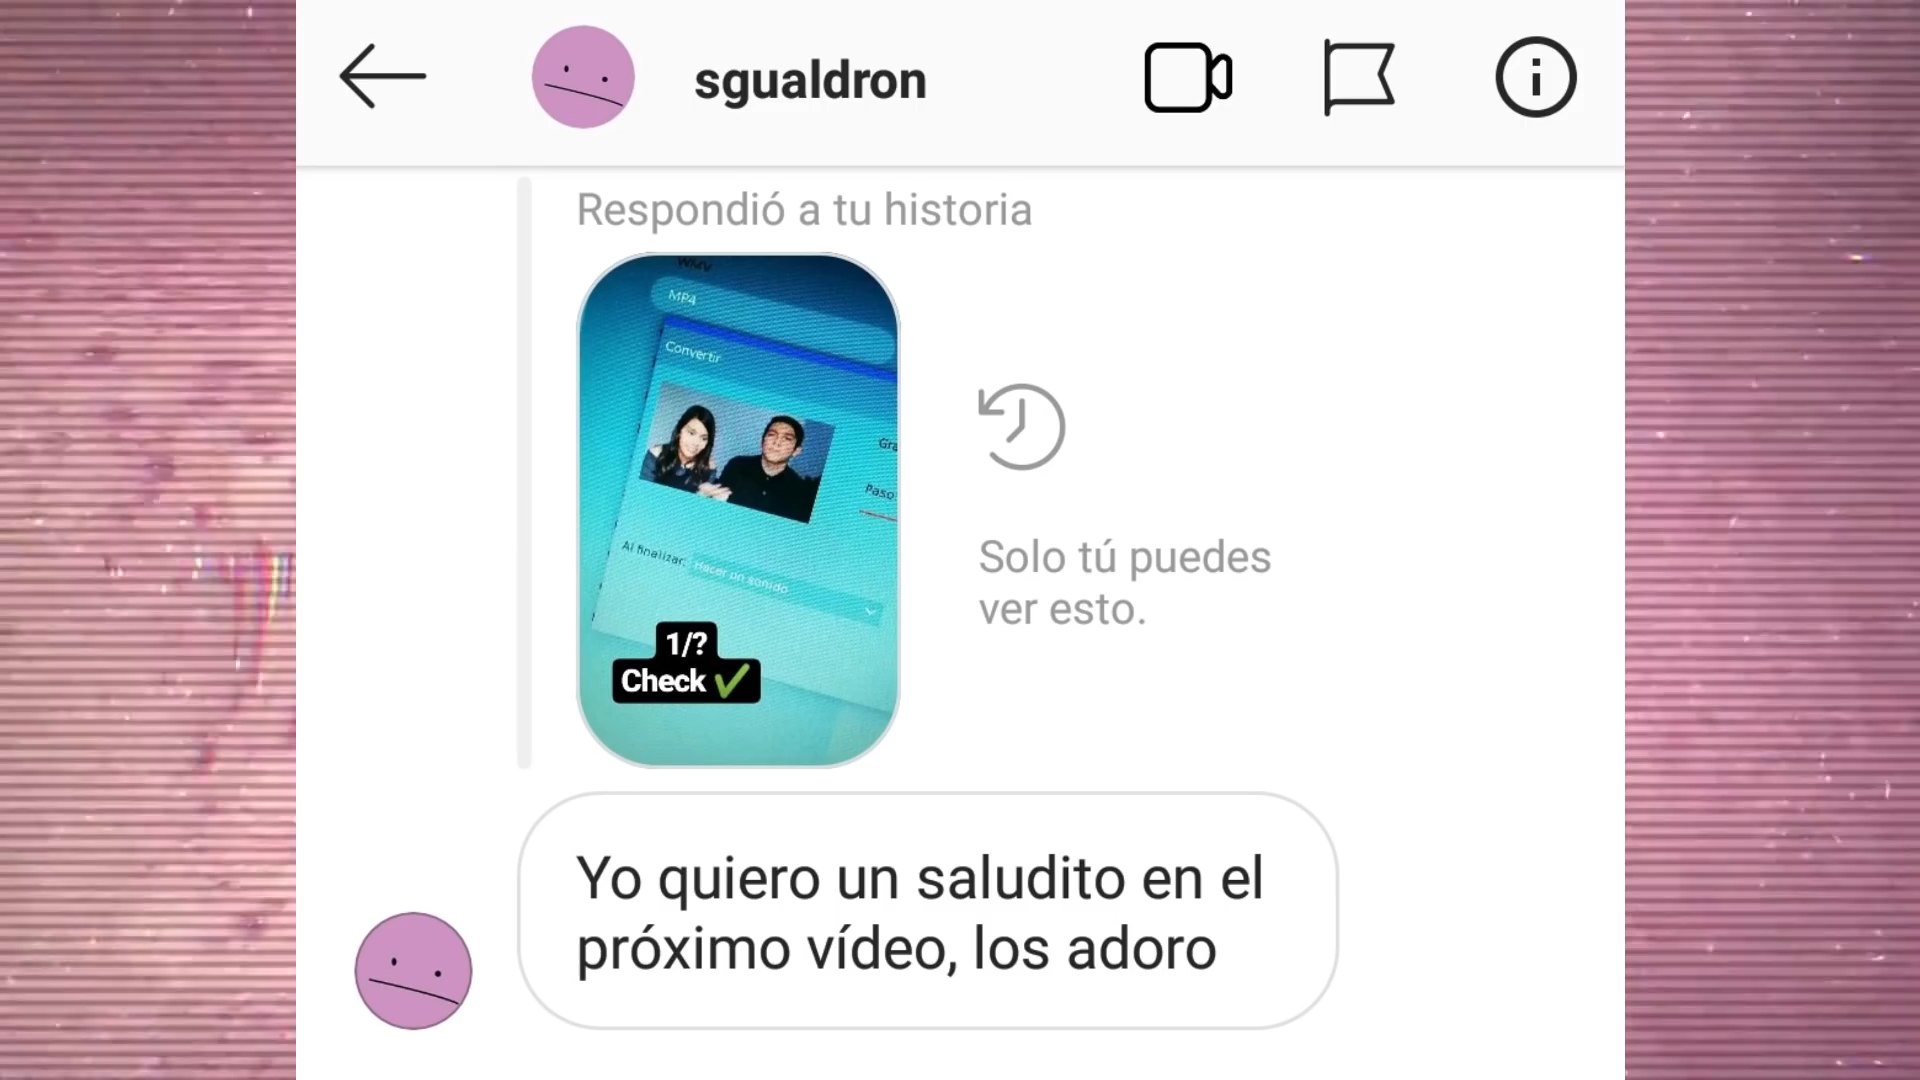 sgualdron
Respondió a tu historia
WMV
MP4
Convertir
Gra
Paso
Al finalizar: Hacer un sonido
1/?
Check ✓
Solo tú puedes
ver esto.
Yo quiero un saludito en el
próximo vídeo, los adoro